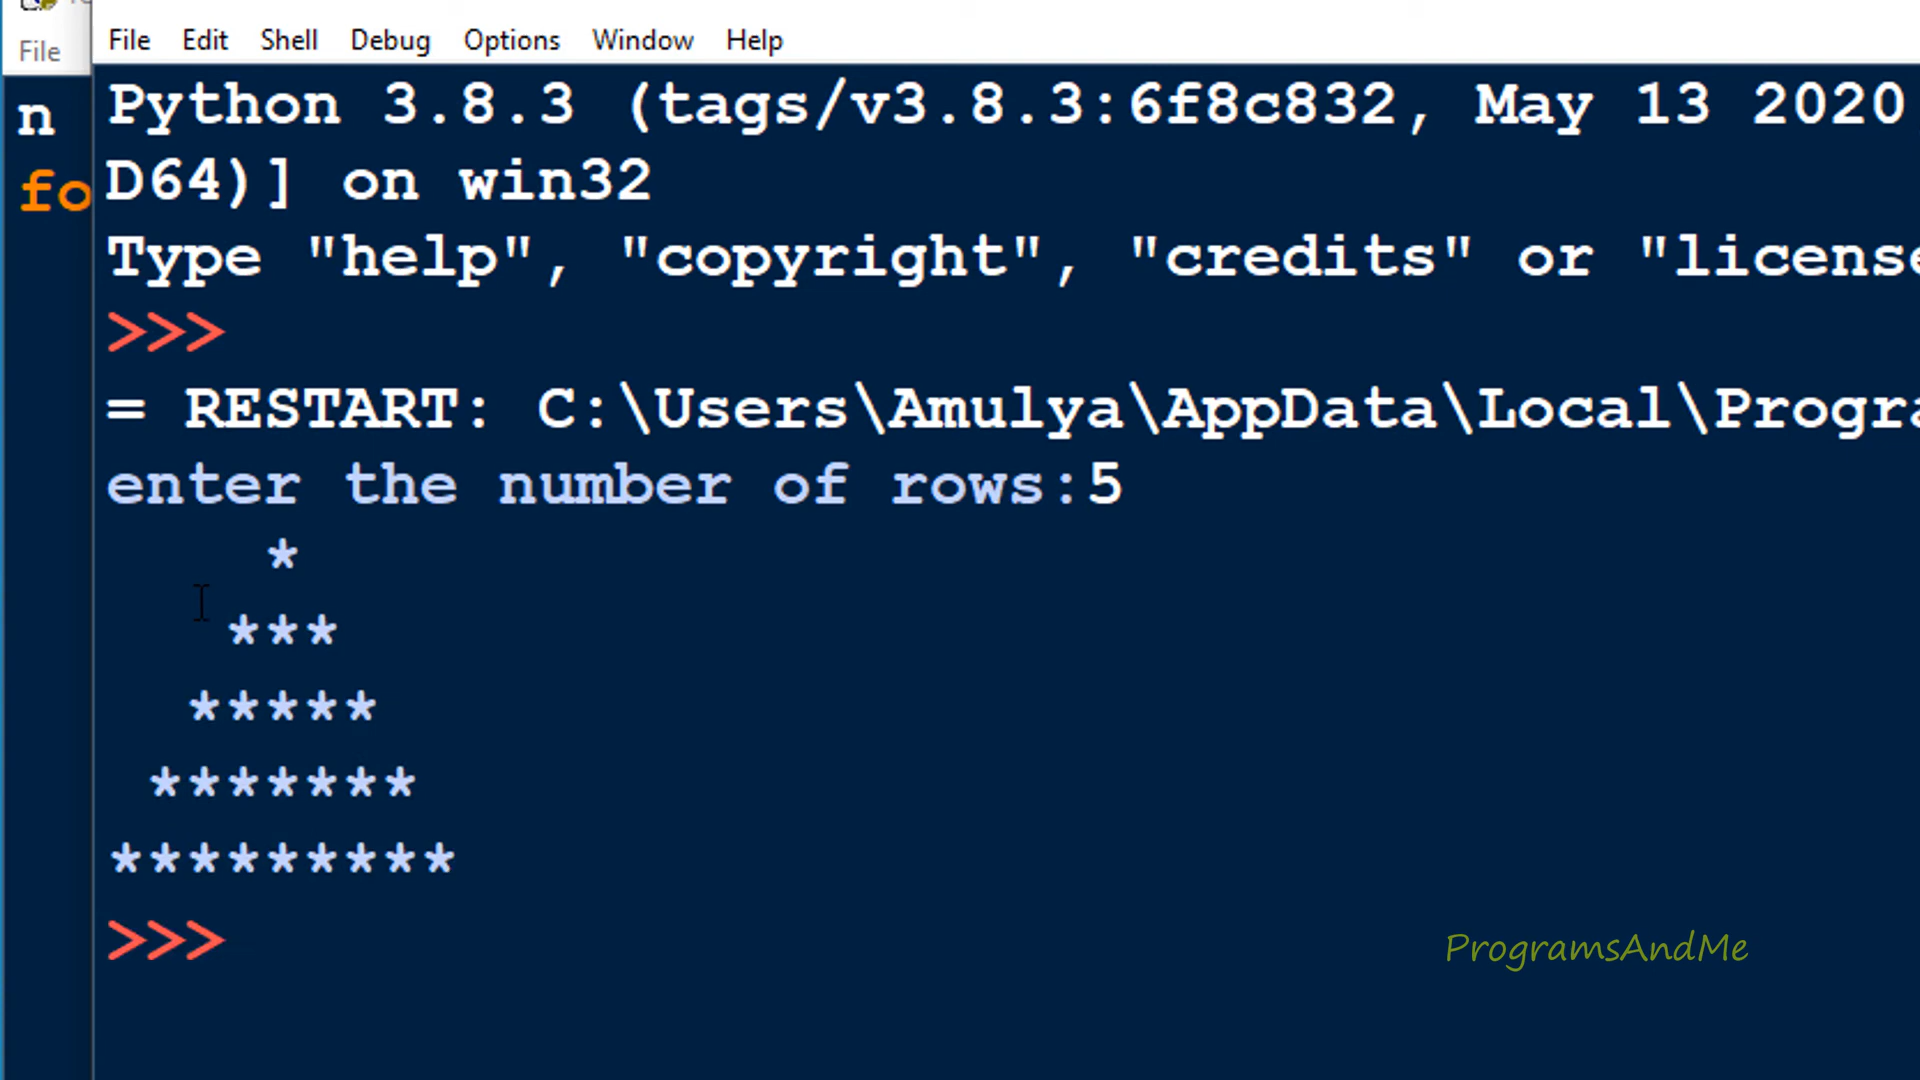 File Edit Shell Debug Options Window Help
File
n
fo
Python 3.8.3 (tags/v3.8.3:6f8c832, May 13 2020
D64)] on win32
Type "help", "copyright", "credits" or "license
>>>
= RESTART: C:\Users\Amulya\AppData\Local\Progra
enter the number of rows:5
    *
   ***
  *****
 *******
*********
>>>
ProgramsAndMe